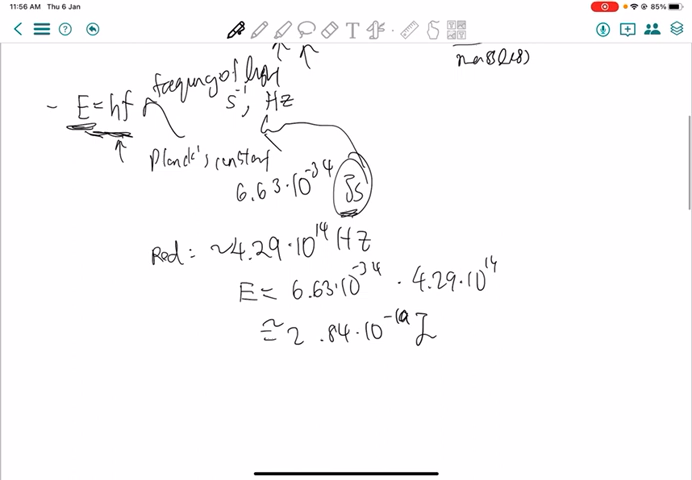 11:56 AM Thu 6 Jan
85%
frequency of light
- E=hf
s⁻¹, Hz
Planck's constant
6.63·10⁻³⁴ Js
Red: ~4.29·10¹⁴ HZ
E= 6.63·10⁻³⁴ · 4.29·10¹⁴
≅ 2.84·10⁻¹⁹ J